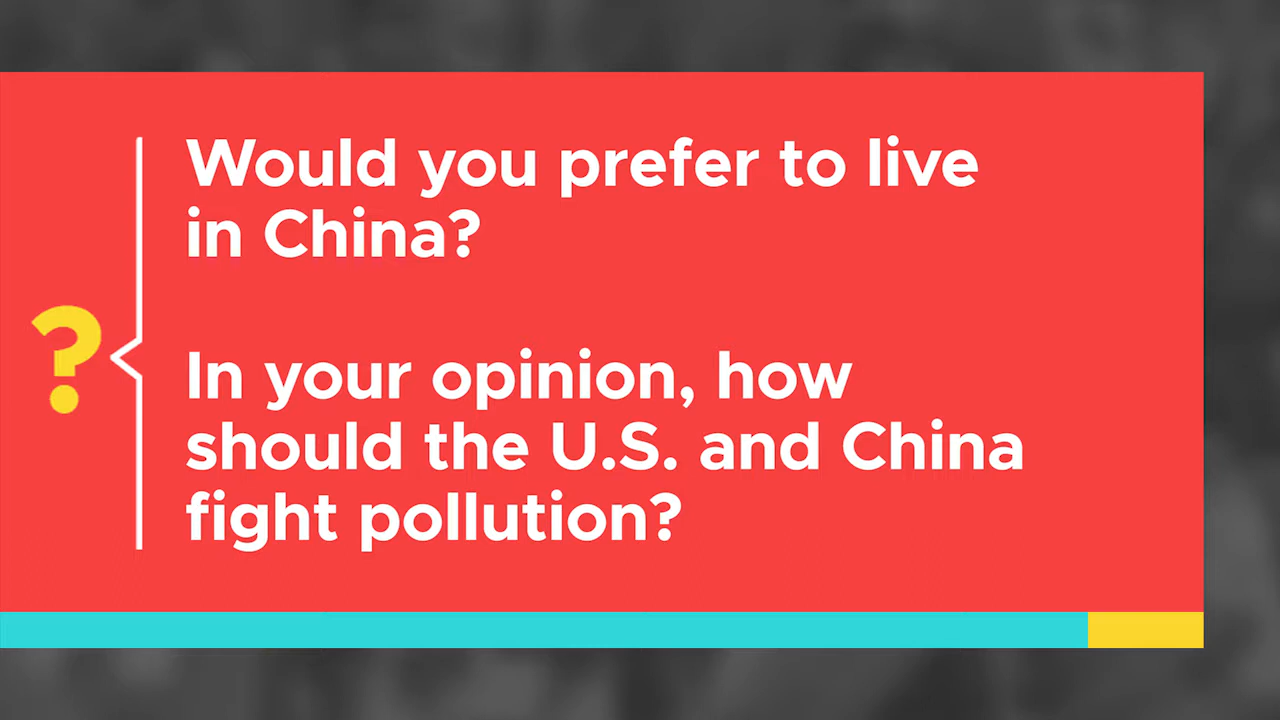 Would you prefer to live
in China?
?
In your opinion, how
should the U.S. and China
fight pollution?